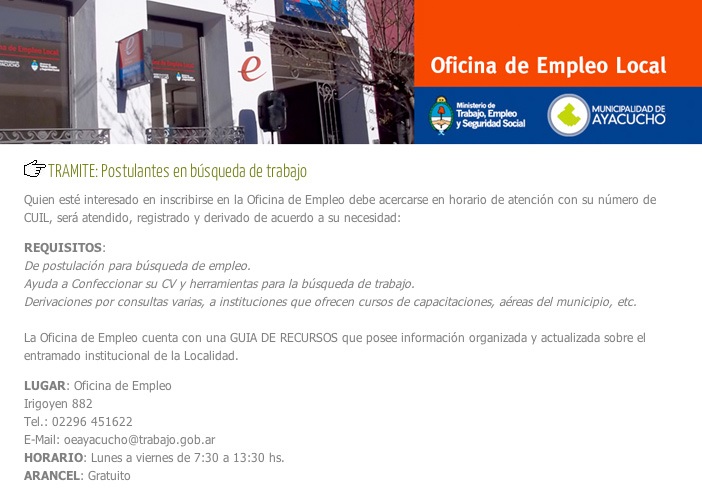 na de Empleo Local
e
Oficina de Empleo Local
Ministerio de
Trabajo, Empleo
y Seguridad Social
MUNICIPALIDAD DE
AYACUCHO
TRAMITE: Postulantes en búsqueda de trabajo
Quien esté interesado en inscribirse en la Oficina de Empleo debe acercarse en horario de atención con su número de
CUIL, será atendido, registrado y derivado de acuerdo a su necesidad:
REQUISITOS:
De postulación para búsqueda de empleo.
Ayuda a Confeccionar su CV y herramientas para la búsqueda de trabajo.
Derivaciones por consultas varias, a instituciones que ofrecen cursos de capacitaciones, aéreas del municipio, etc.
La Oficina de Empleo cuenta con una GUIA DE RECURSOS que posee información organizada y actualizada sobre el
entramado institucional de la Localidad.
LUGAR: Oficina de Empleo
Irigoyen 882
Tel.: 02296 451622
E-Mail: oeayacucho@trabajo.gob.ar
HORARIO: Lunes a viernes de 7:30 a 13:30 hs.
ARANCEL: Gratuito